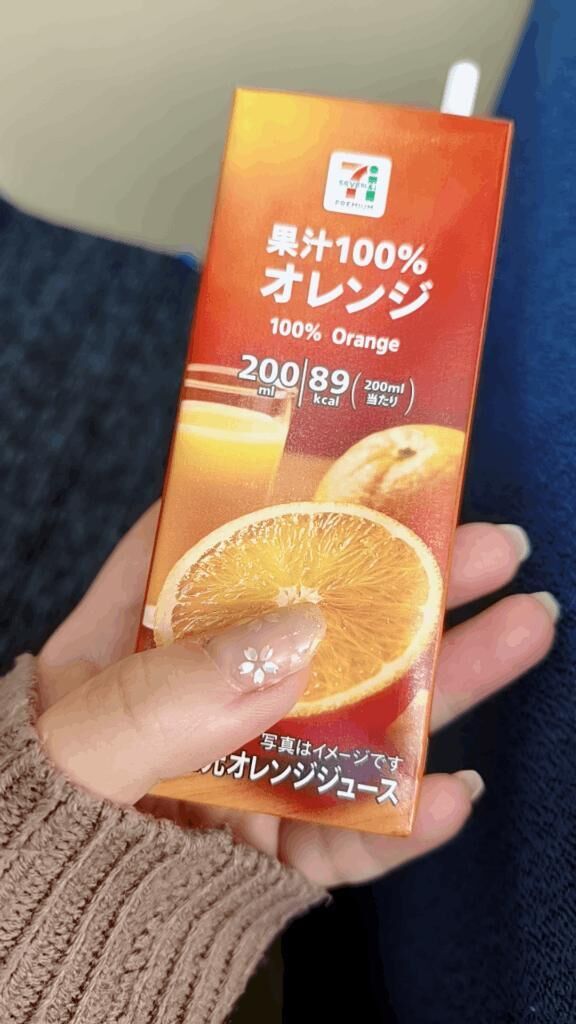 7i
SEVEN&i
PREMIUM
果汁100%
オレンジ
100% Orange
200ml|89kcal(200ml当たり)
写真はイメージです
元オレンジジュース